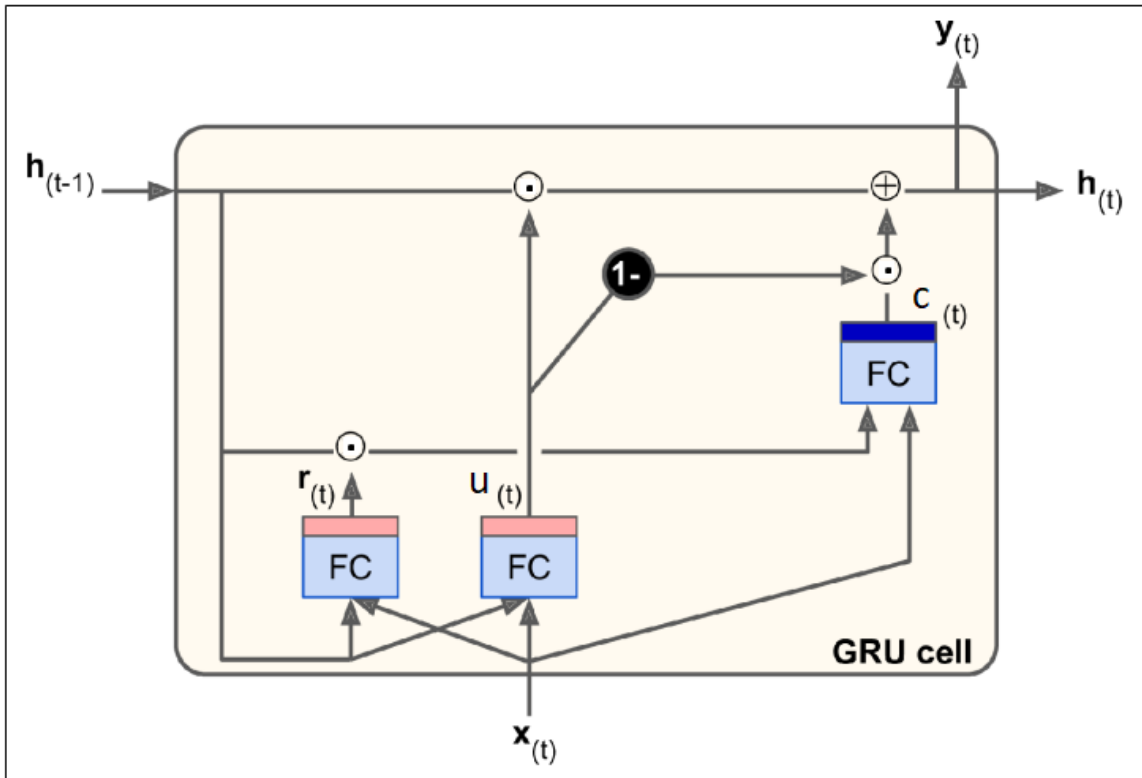 y(t)
h(t-1)
h(t)
1-
c (t)
FC
r(t)
u (t)
FC
FC
GRU cell
x(t)